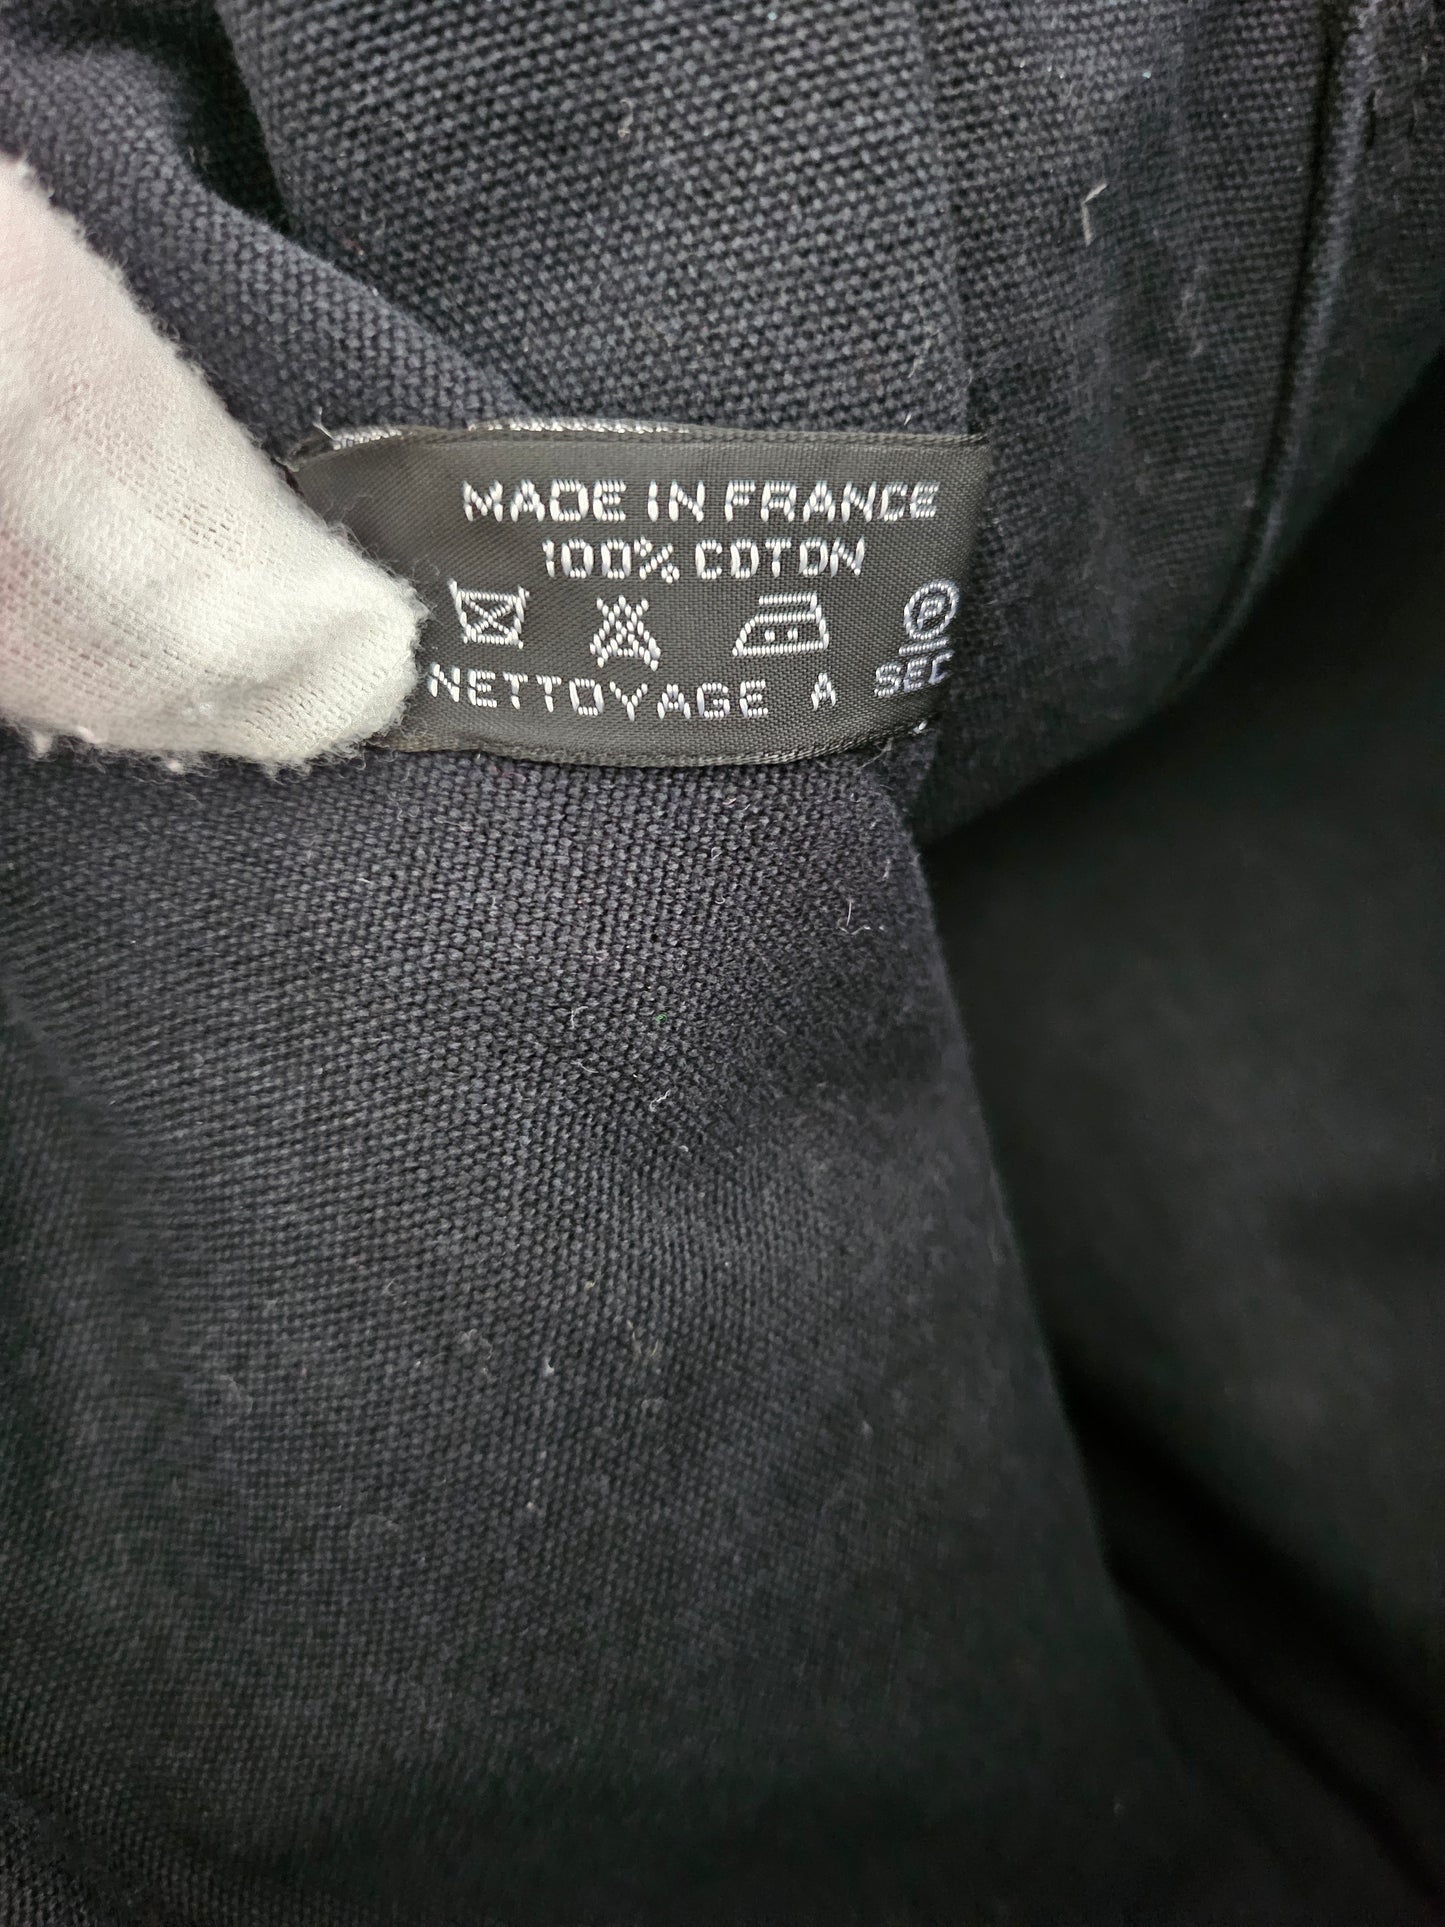 MADE IN FRANCE
100% COTON
P
NETTOYAGE A SEC